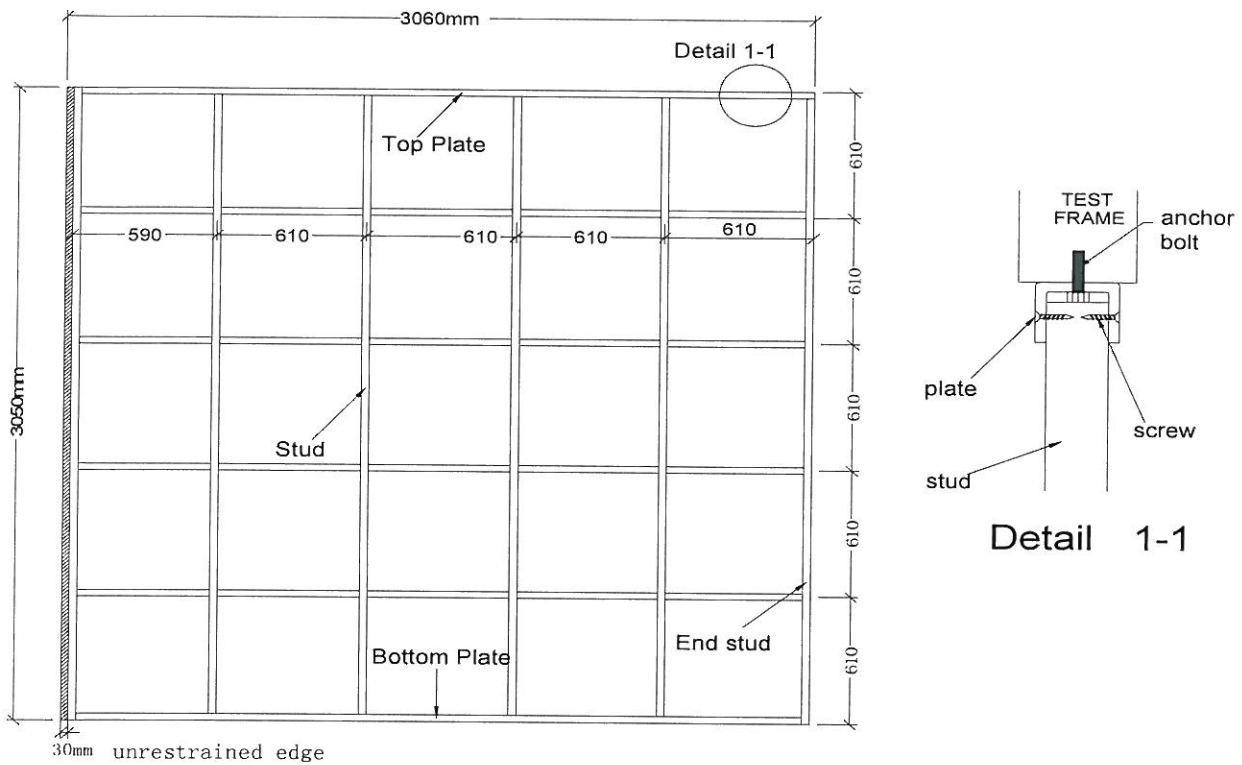 3060mm
Detail 1-1
Top Plate
610
590
610
610
610
610
610
3050mm
610
Stud
610
End stud
Bottom Plate
610
30mm unrestrained edge
TEST
FRAME
anchor
bolt
plate
screw
stud
Detail 1-1